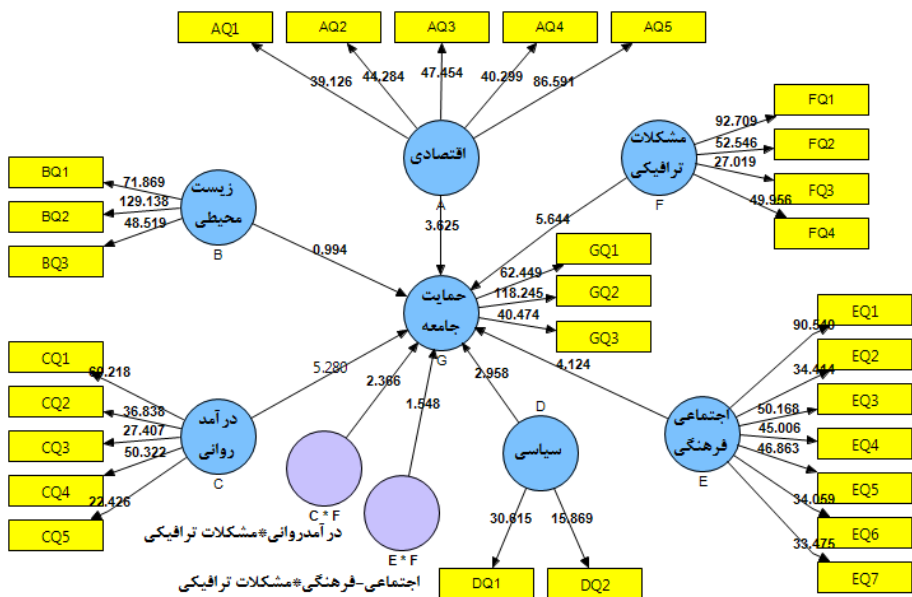 AQ1
AQ2
AQ3
AQ4
AQ5
39.126
44.284
47.454
40.299
86.591
اقتصادی
A
3.625
مشکلات
ترافیکی
F
92.709
52.546
27.019
49.956
FQ1
FQ2
FQ3
FQ4
5.644
BQ1
BQ2
BQ3
71.869
129.138
48.519
زیست
محیطی
B
0.994
حمایت
جامعه
G
62.449
118.245
40.474
GQ1
GQ2
GQ3
CQ1
CQ2
CQ3
CQ4
CQ5
60.218
36.838
27.407
50.322
22.426
درآمد
روانی
C
5.280
2.366
1.548
2.958
4.124
C * F
درآمدروانی*مشکلات ترافیکی
E * F
اجتماعی-فرهنگی*مشکلات ترافیکی
D
سیاسی
30.615
15.869
DQ1
DQ2
اجتماعی
فرهنگی
E
90.540
34.444
50.168
45.006
46.863
34.059
33.475
EQ1
EQ2
EQ3
EQ4
EQ5
EQ6
EQ7